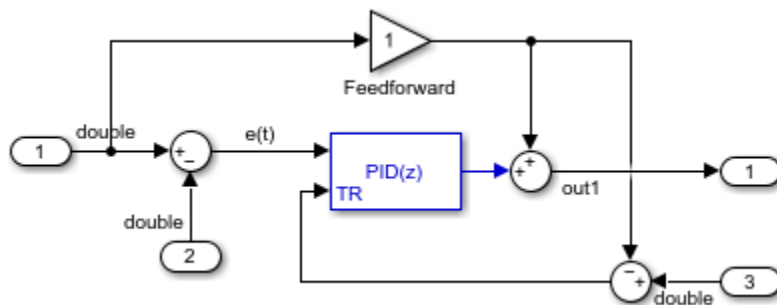 1
Feedforward
double
1
+
−
e(t)
PID(z)
TR
+
+
out1
1
double
2
−
+
double
3